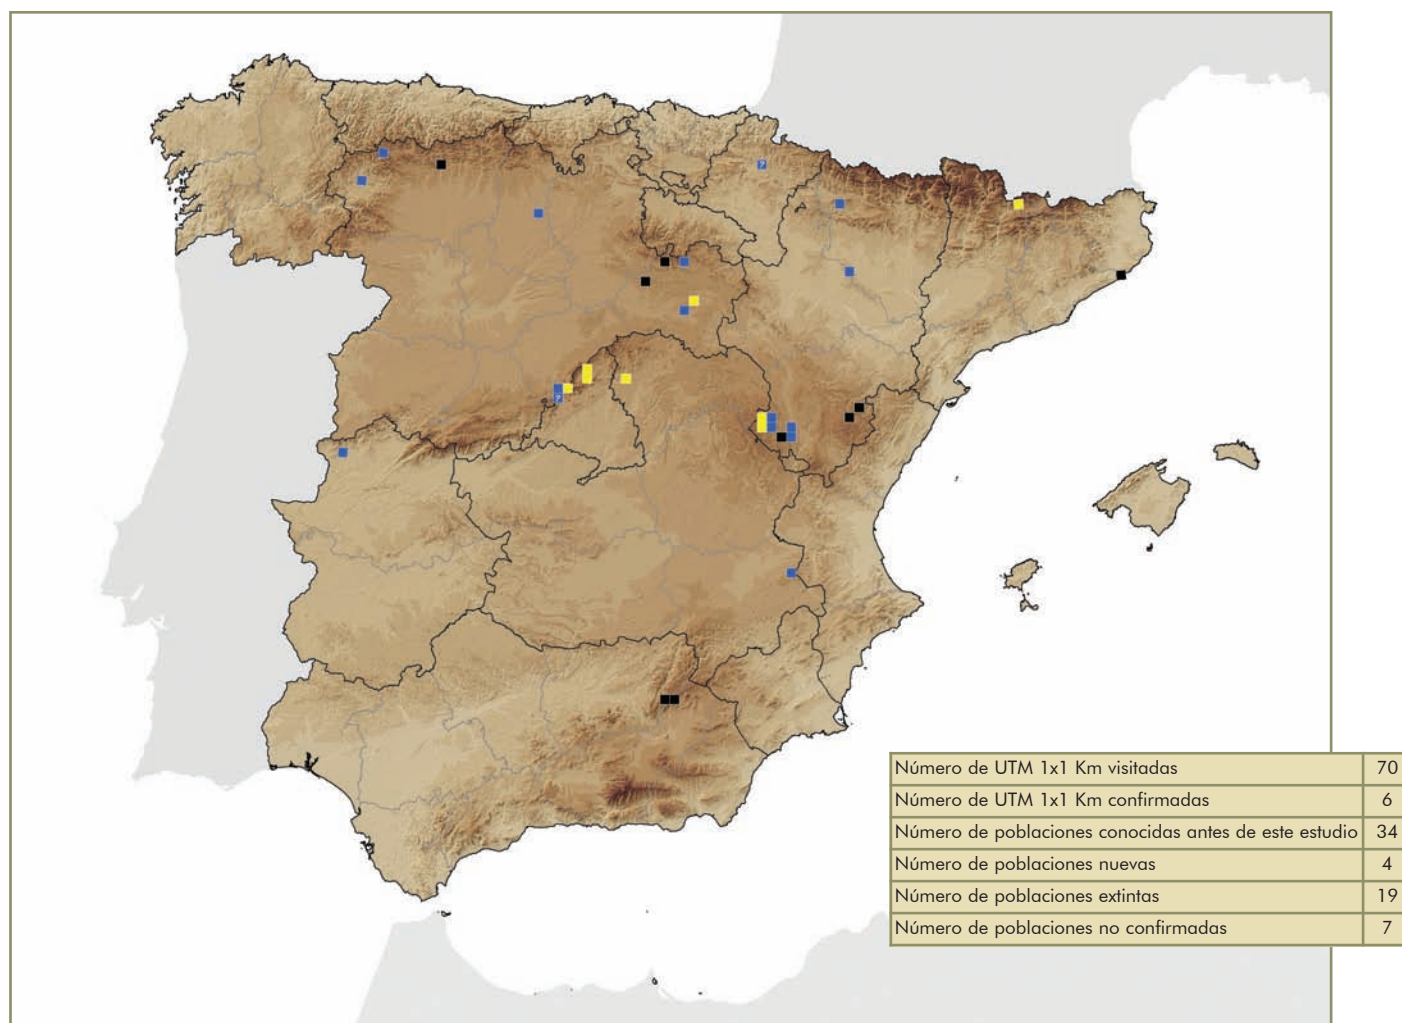 ?
?
Número de UTM 1x1 Km visitadas 70
Número de UTM 1x1 Km confirmadas 6
Número de poblaciones conocidas antes de este estudio 34
Número de poblaciones nuevas 4
Número de poblaciones extintas 19
Número de poblaciones no confirmadas 7